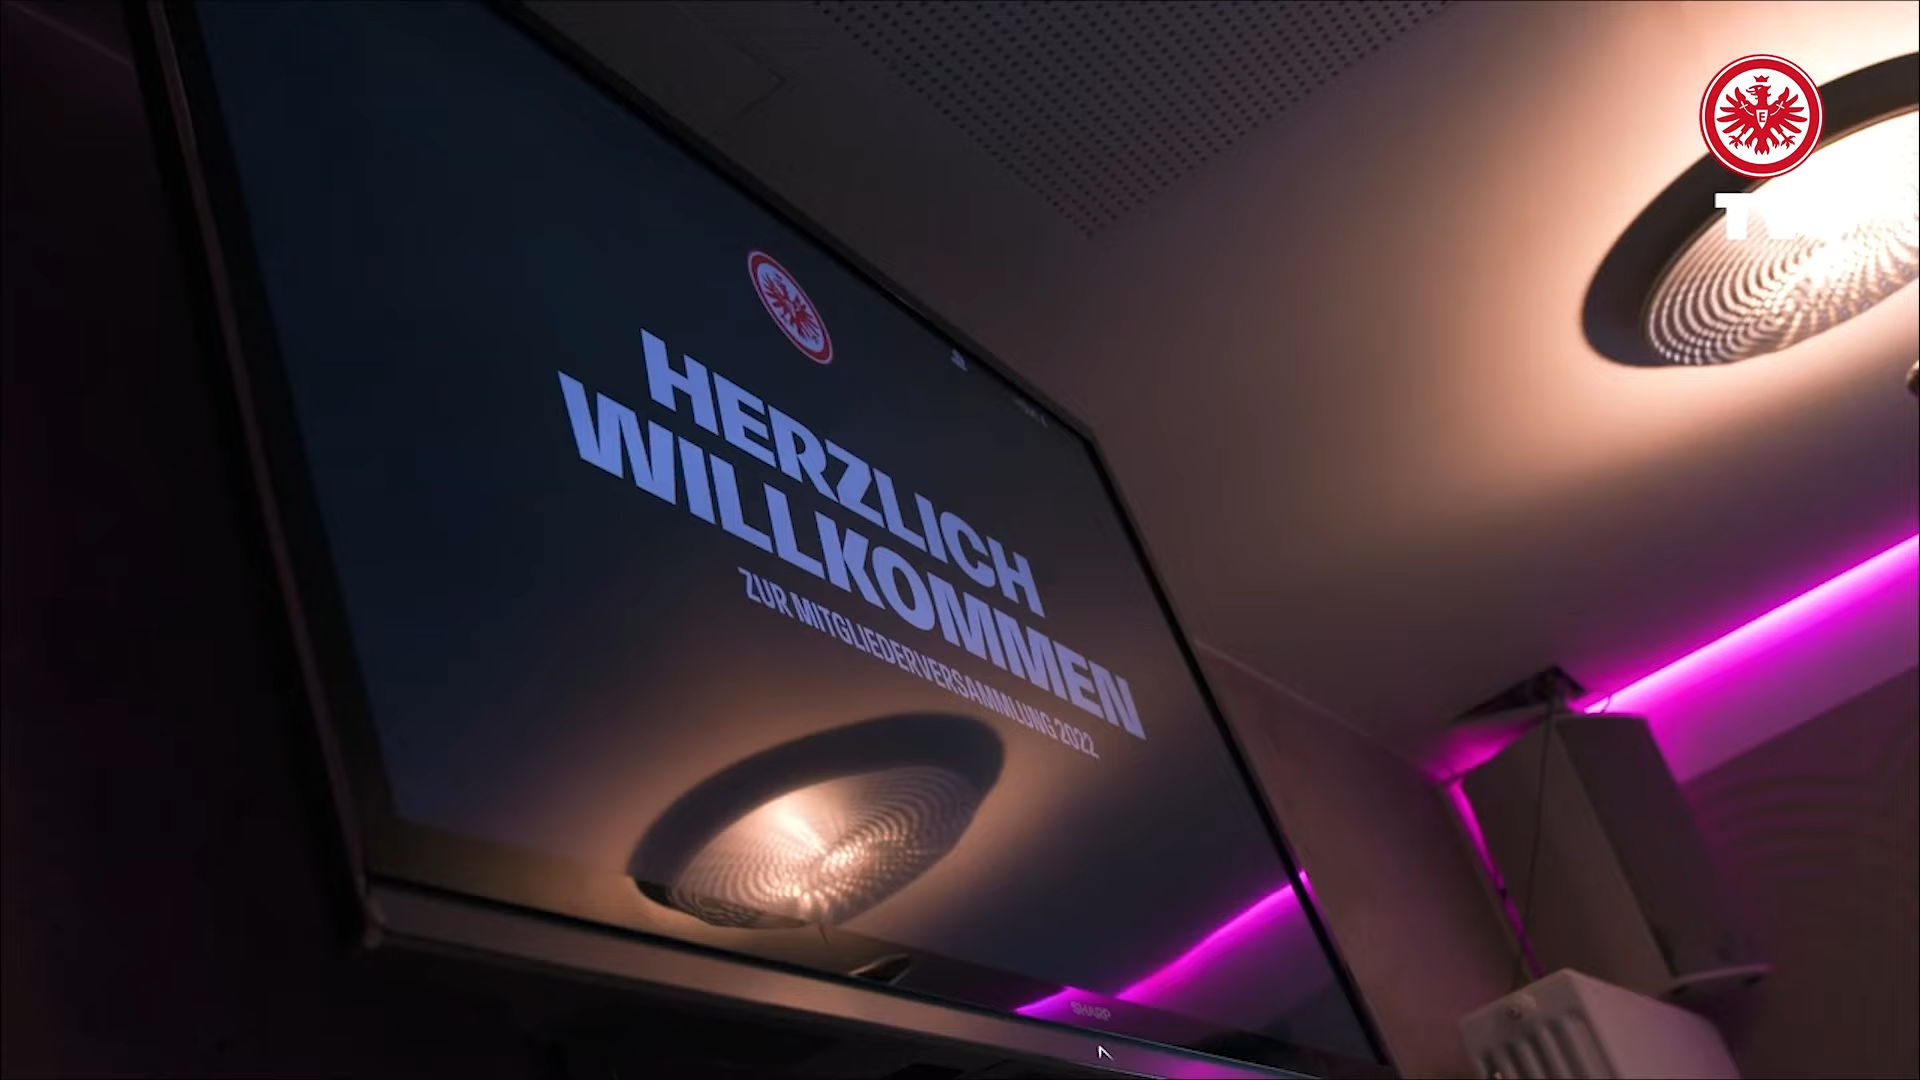 HERZLICH
WILLKOMMEN
ZUR MITGLIEDERVERSAMMLUNG 2022
SHARP
E